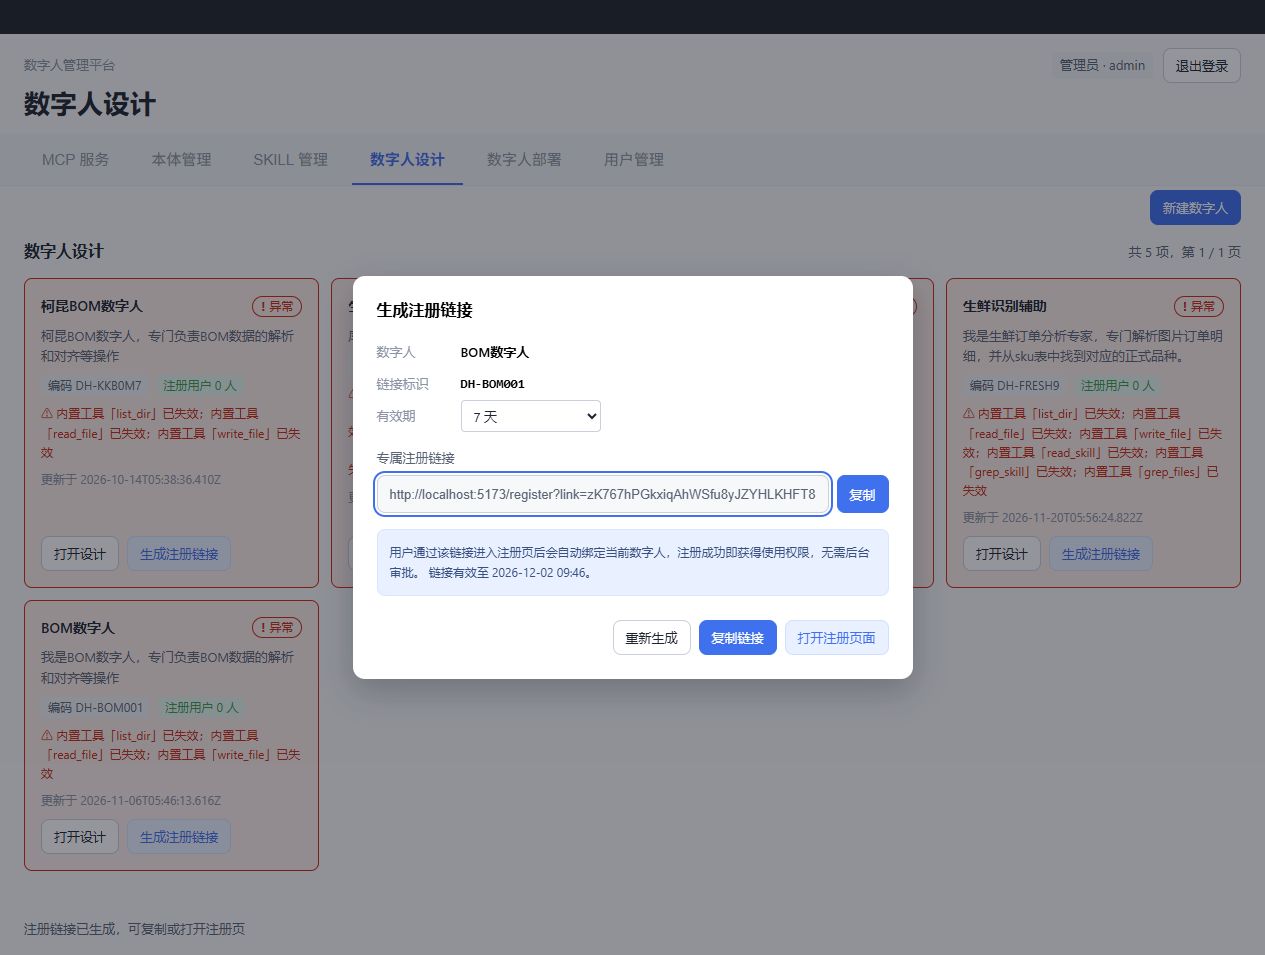 数字人管理平台
管理员 · admin
退出登录
数字人设计
MCP 服务
本体管理
SKILL 管理
数字人设计
数字人部署
用户管理
新建数字人
数字人设计
共 5 项，第 1 / 1 页
柯昆BOM数字人
! 异常
柯昆BOM数字人，专门负责BOM数据的解析
和对齐等操作
编码 DH-KKB0M7
注册用户 0 人
⚠ 内置工具「list_dir」已失效；内置工具
「read_file」已失效；内置工具「write_file」已失
效
更新于 2026-10-14T05:38:36.410Z
打开设计
生成注册链接
生鲜识别辅助
! 异常
我是生鲜订单分析专家，专门解析图片订单明
细，并从sku表中找到对应的正式品种。
编码 DH-FRESH9
注册用户 0 人
⚠ 内置工具「list_dir」已失效；内置工具
「read_file」已失效；内置工具「write_file」已失
效；内置工具「read_skill」已失效；内置工具
「grep_skill」已失效；内置工具「grep_files」已
失效
更新于 2026-11-20T05:56:24.822Z
打开设计
生成注册链接
BOM数字人
! 异常
我是BOM数字人，专门负责BOM数据的解析
和对齐等操作
编码 DH-BOM001
注册用户 0 人
⚠ 内置工具「list_dir」已失效；内置工具
「read_file」已失效；内置工具「write_file」已失
效
更新于 2026-11-06T05:46:13.616Z
打开设计
生成注册链接
生成注册链接
数字人
BOM数字人
链接标识
DH-BOM001
有效期
7 天
专属注册链接
http://localhost:5173/register?link=zK767hPGkxiqAhWSfu8yJZYHLKHFT8
复制
用户通过该链接进入注册页后会自动绑定当前数字人，注册成功即获得使用权限，无需后台
审批。 链接有效至 2026-12-02 09:46。
重新生成
复制链接
打开注册页面
注册链接已生成，可复制或打开注册页